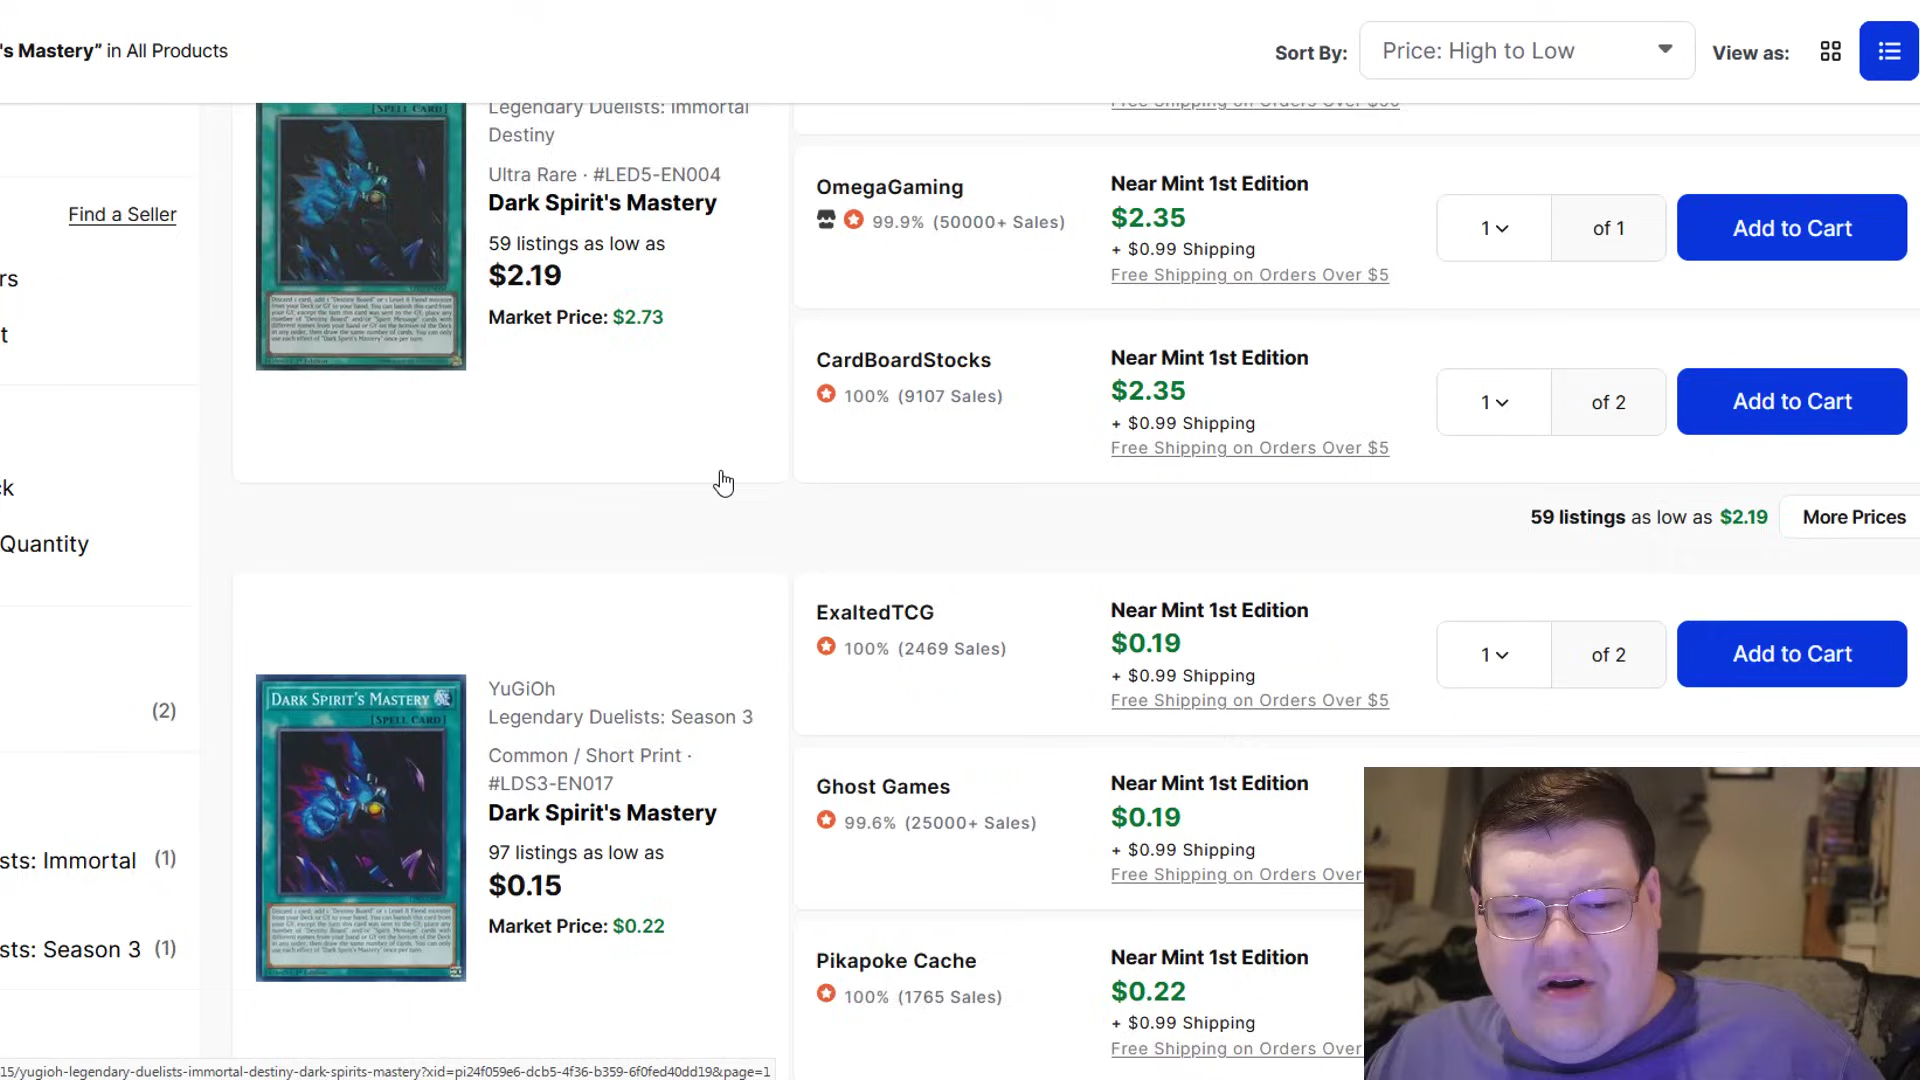 's Mastery” in All Products
Sort By:
Price: High to Low
View as:
Find a Seller
rs
t
ck
Quantity
(2)
sts: Immortal (1)
sts: Season 3 (1)
[SPELL CARD]
Legendary Duelists: Immortal
Destiny
Ultra Rare · #LED5-EN004
Dark Spirit's Mastery
59 listings as low as
$2.19
Market Price: $2.73
OmegaGaming
99.9% (50000+ Sales)
Near Mint 1st Edition
$2.35
+ $0.99 Shipping
Free Shipping on Orders Over $5
1
of 1
Add to Cart
CardBoardStocks
100% (9107 Sales)
Near Mint 1st Edition
$2.35
+ $0.99 Shipping
Free Shipping on Orders Over $5
1
of 2
Add to Cart
59 listings as low as $2.19
More Prices
DARK SPIRIT'S MASTERY
[SPELL CARD]
YuGiOh
Legendary Duelists: Season 3
Common / Short Print ·
#LDS3-EN017
Dark Spirit's Mastery
97 listings as low as
$0.15
Market Price: $0.22
ExaltedTCG
100% (2469 Sales)
Near Mint 1st Edition
$0.19
+ $0.99 Shipping
Free Shipping on Orders Over $5
1
of 2
Add to Cart
Ghost Games
99.6% (25000+ Sales)
Near Mint 1st Edition
$0.19
+ $0.99 Shipping
Free Shipping on Orders Over
Pikapoke Cache
100% (1765 Sales)
Near Mint 1st Edition
$0.22
+ $0.99 Shipping
Free Shipping on Orders Over
15/yugioh-legendary-duelists-immortal-destiny-dark-spirits-mastery?xid=pi24f059e6-dcb5-4f36-b359-6f0fed40dd19&page=1